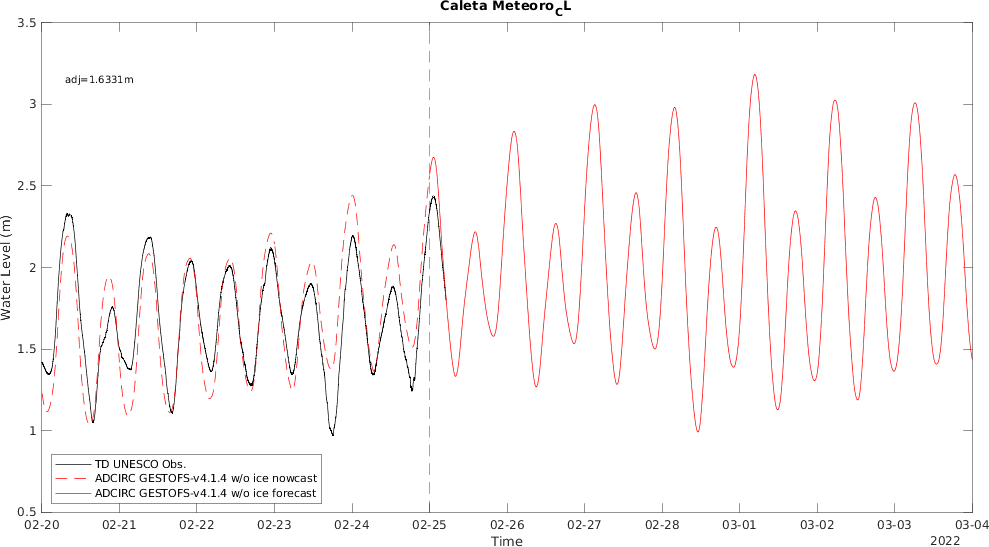 Caleta Meteoro_CL
adj=1.6331m
3.5
3
2.5
2
1.5
1
0.5
Water Level (m)
TD UNESCO Obs.
ADCIRC GESTOFS-v4.1.4 w/o ice nowcast
ADCIRC GESTOFS-v4.1.4 w/o ice forecast
02-20 02-21 02-22 02-23 02-24 02-25 02-26 02-27 02-28 03-01 03-02 03-03 03-04
Time
2022